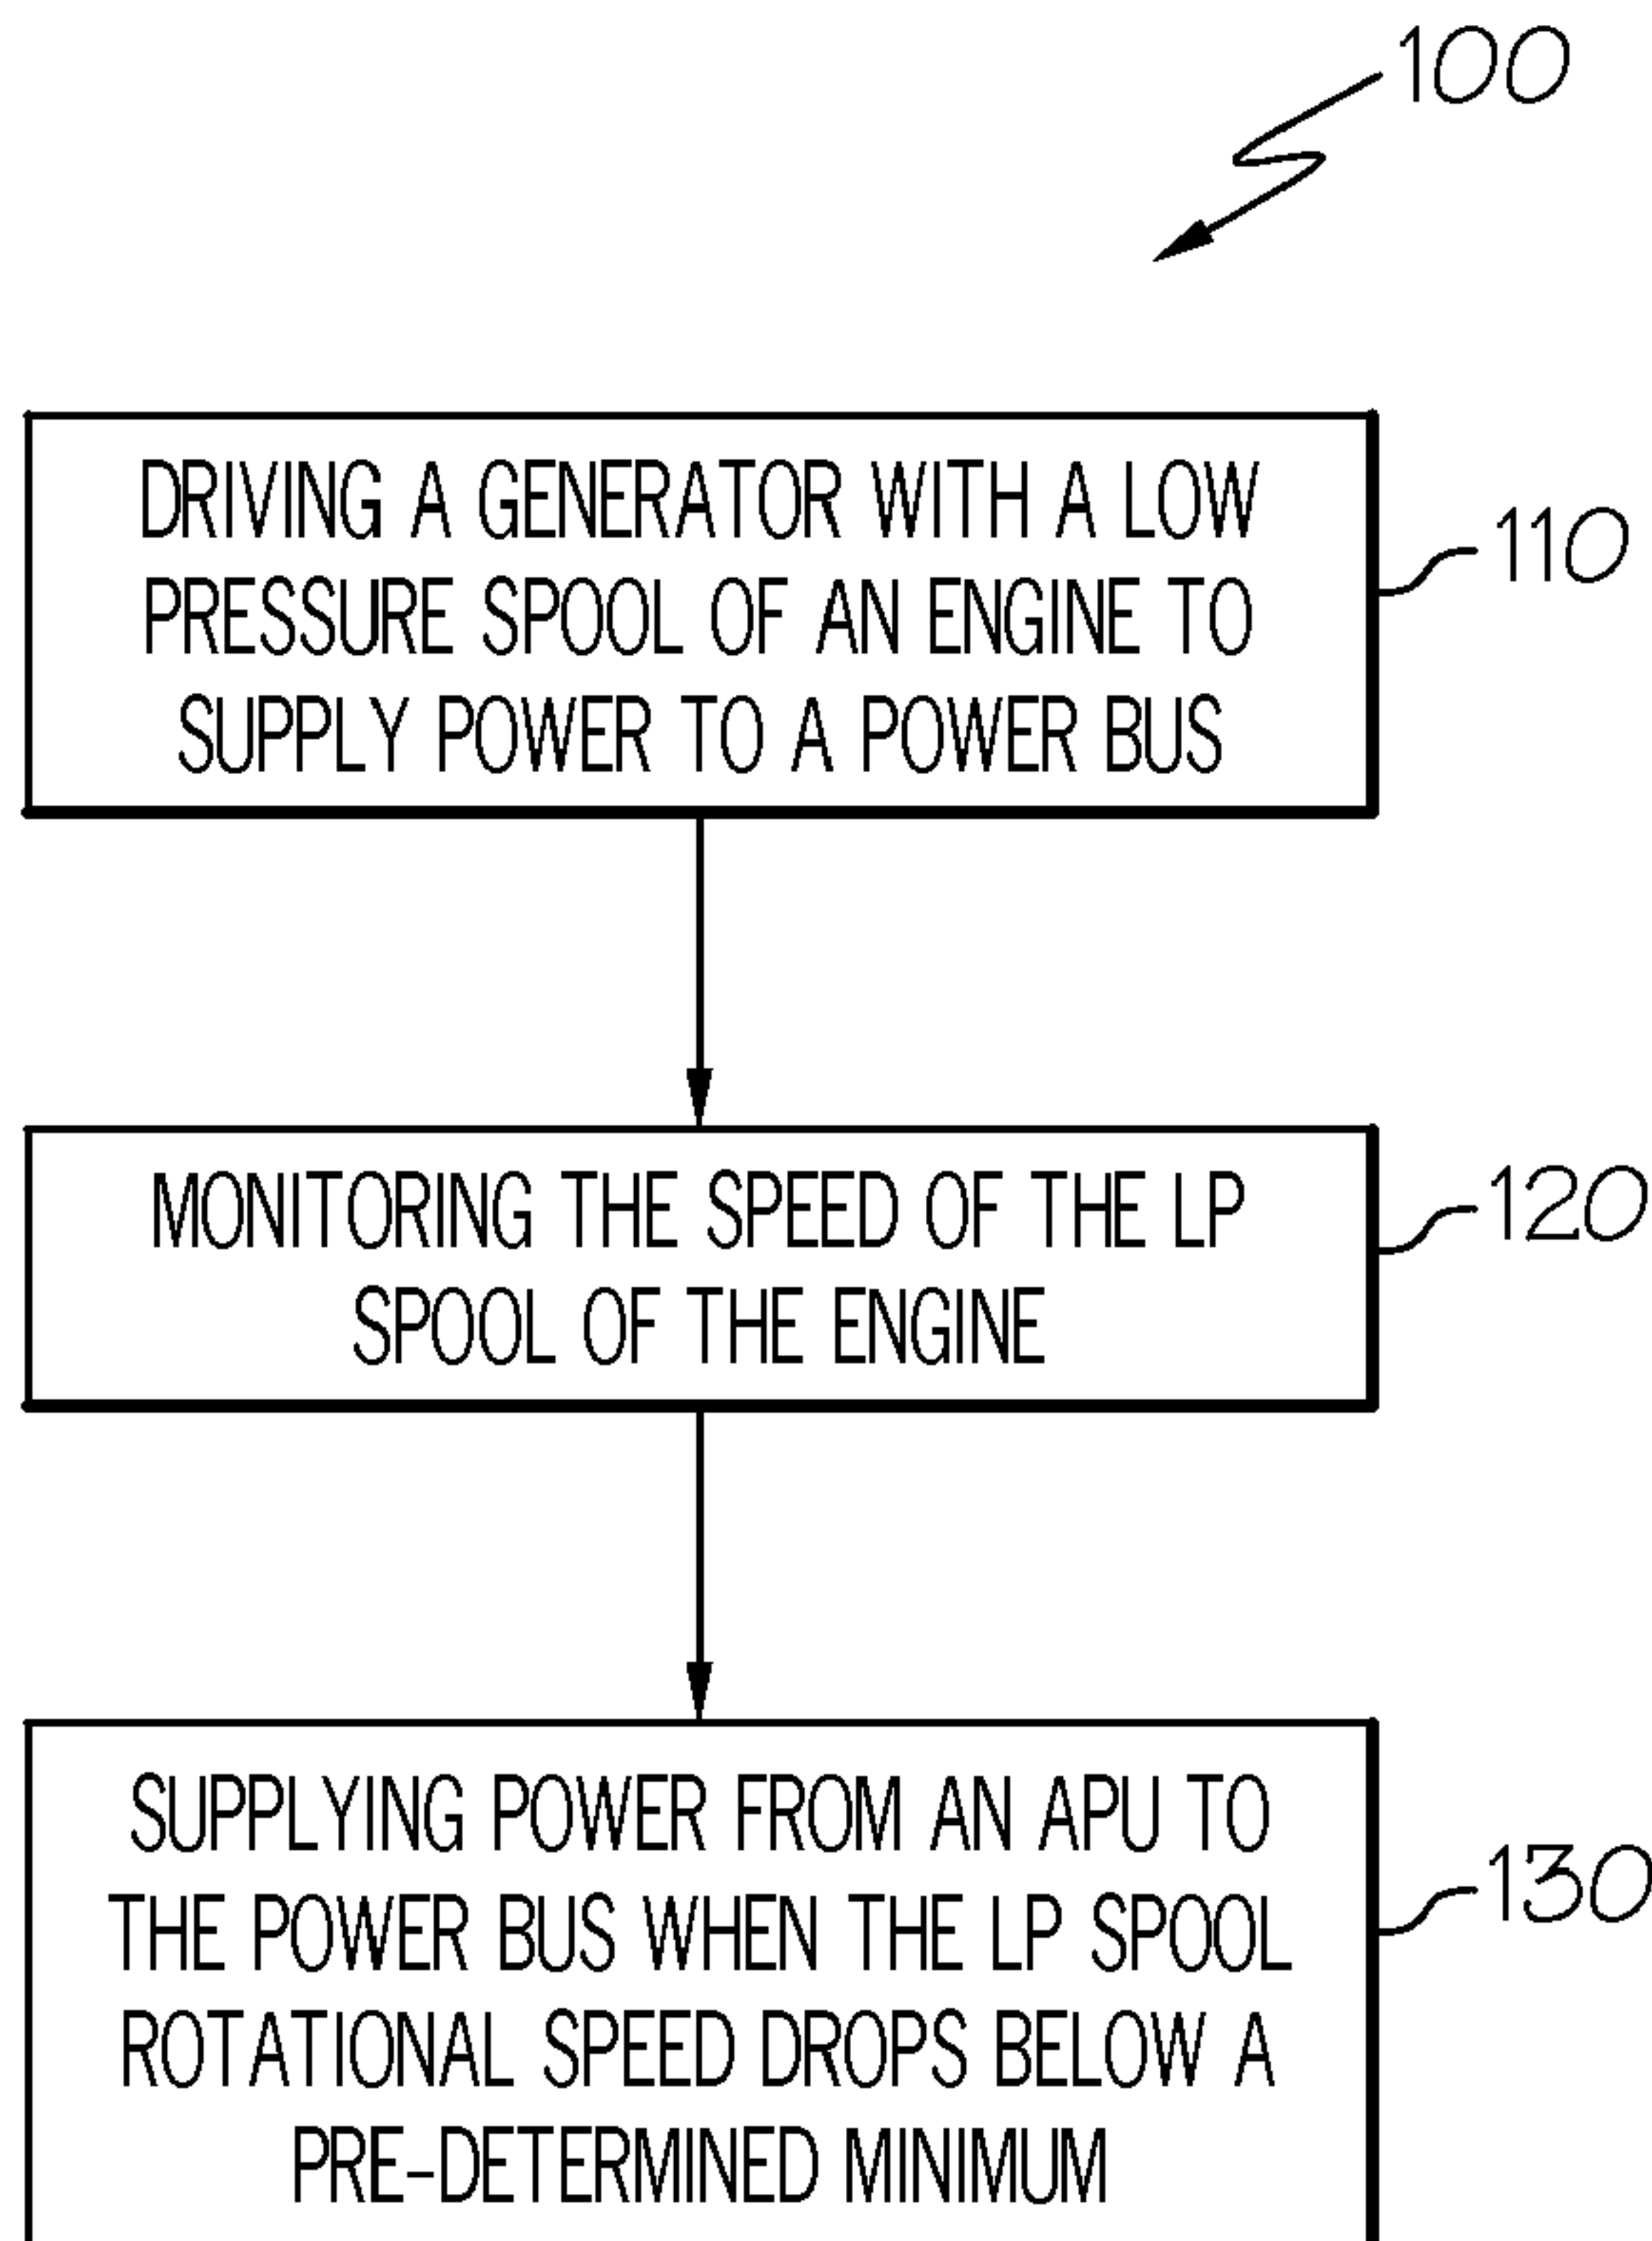 100
DRIVING A GENERATOR WITH A LOW
PRESSURE SPOOL OF AN ENGINE TO
SUPPLY POWER TO A POWER BUS
110
MONITORING THE SPEED OF THE LP
SPOOL OF THE ENGINE
120
SUPPLYING POWER FROM AN APU TO
THE POWER BUS WHEN THE LP SPOOL
ROTATIONAL SPEED DROPS BELOW A
PRE-DETERMINED MINIMUM
130